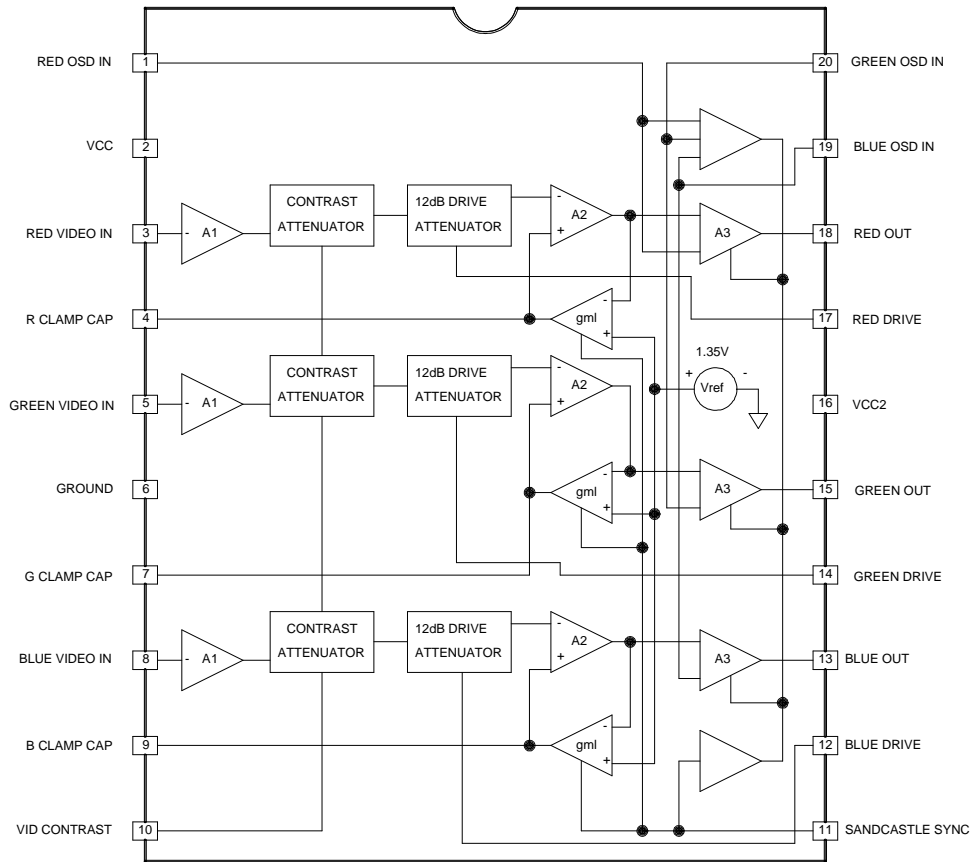 RED OSD IN 1
20 GREEN OSD IN
VCC 2
19 BLUE OSD IN
RED VIDEO IN 3
- A1
CONTRAST
ATTENUATOR
12dB DRIVE
ATTENUATOR
-
A2
+
A3
18 RED OUT
R CLAMP CAP 4
-
gml
+
17 RED DRIVE
1.35V
+ -
Vref
GREEN VIDEO IN 5
- A1
CONTRAST
ATTENUATOR
12dB DRIVE
ATTENUATOR
-
A2
+
16 VCC2
GROUND 6
-
gml
+
A3
15 GREEN OUT
G CLAMP CAP 7
14 GREEN DRIVE
BLUE VIDEO IN 8
- A1
CONTRAST
ATTENUATOR
12dB DRIVE
ATTENUATOR
-
A2
+
A3
13 BLUE OUT
B CLAMP CAP 9
-
gml
+
12 BLUE DRIVE
VID CONTRAST 10
11 SANDCASTLE SYNC